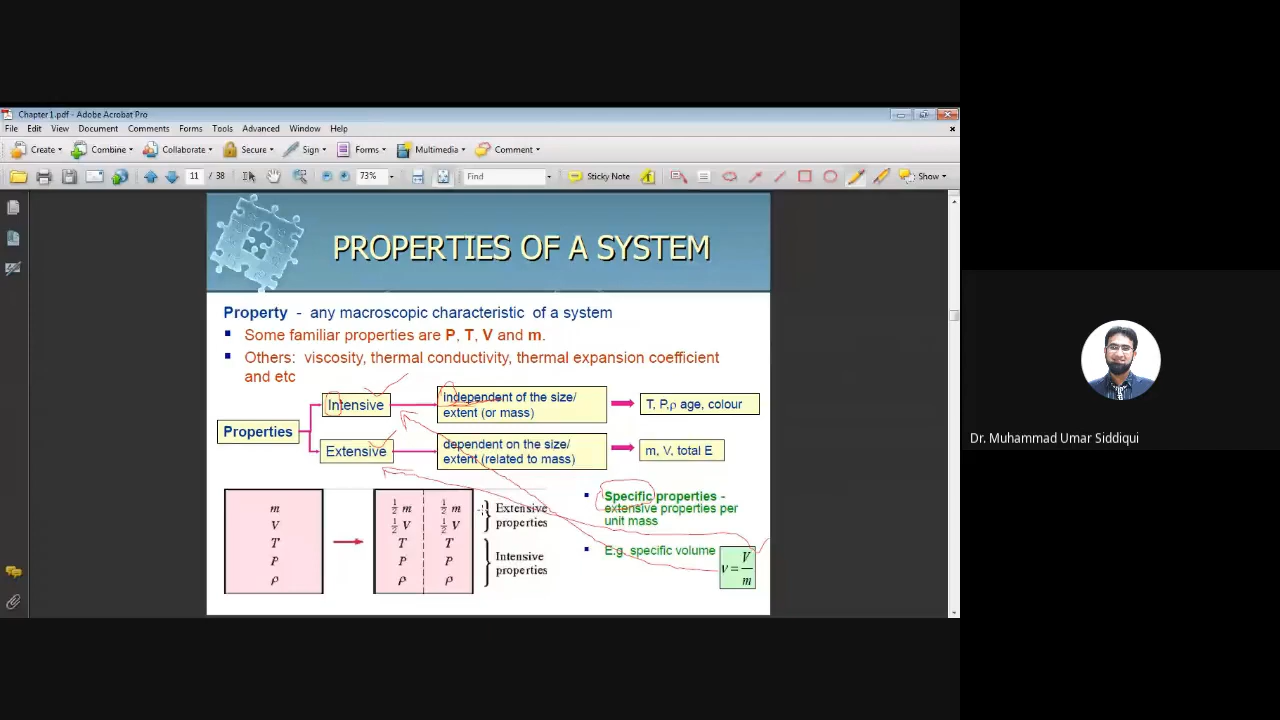 Chapter 1.pdf - Adobe Acrobat Pro
File Edit View Document Comments Forms Tools Advanced Window Help
Create Combine Collaborate Secure Sign Forms Multimedia Comment
11 / 38 73% Find Sticky Note Show
PROPERTIES OF A SYSTEM
Property - any macroscopic characteristic of a system
Some familiar properties are P, T, V and m.
Others: viscosity, thermal conductivity, thermal expansion coefficient
and etc
Properties
Intensive
independent of the size/
extent (or mass)
T, P,ρ age, colour
Extensive
dependent on the size/
extent (related to mass)
m, V, total E
m
V
T
P
ρ
½ m ½ m
½ V ½ V
T T
P P
ρ ρ
Extensive
properties
Intensive
properties
Specific properties -
extensive properties per
unit mass
E.g. specific volume
v = V/m
Dr. Muhammad Umar Siddiqui